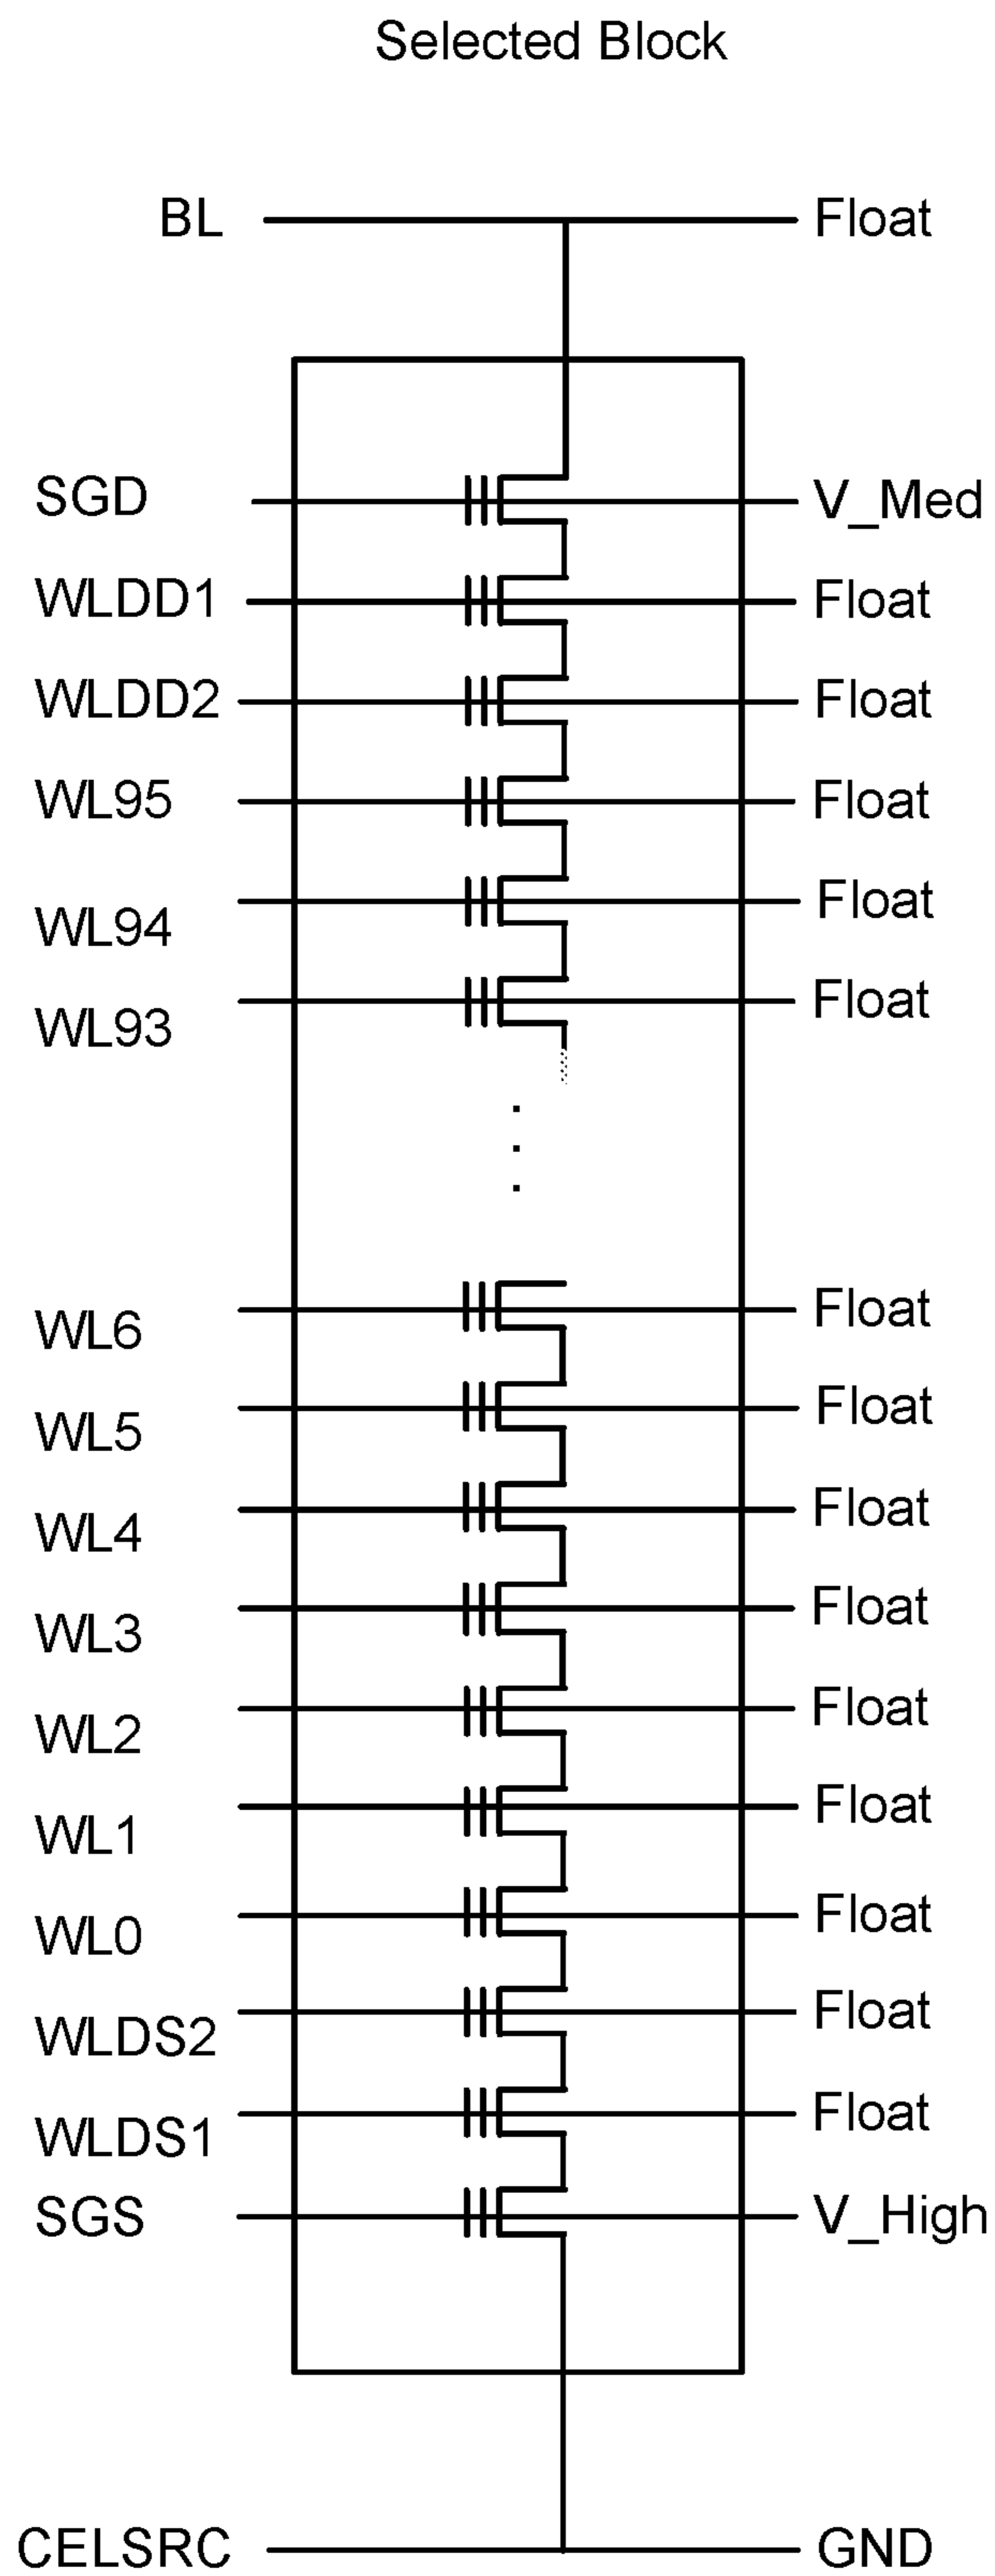 Selected Block
BL Float
SGD V_Med
WLDD1 Float
WLDD2 Float
WL95 Float
WL94 Float
WL93 Float
WL6 Float
WL5 Float
WL4 Float
WL3 Float
WL2 Float
WL1 Float
WL0 Float
WLDS2 Float
WLDS1 Float
SGS V_High
CELSRC GND